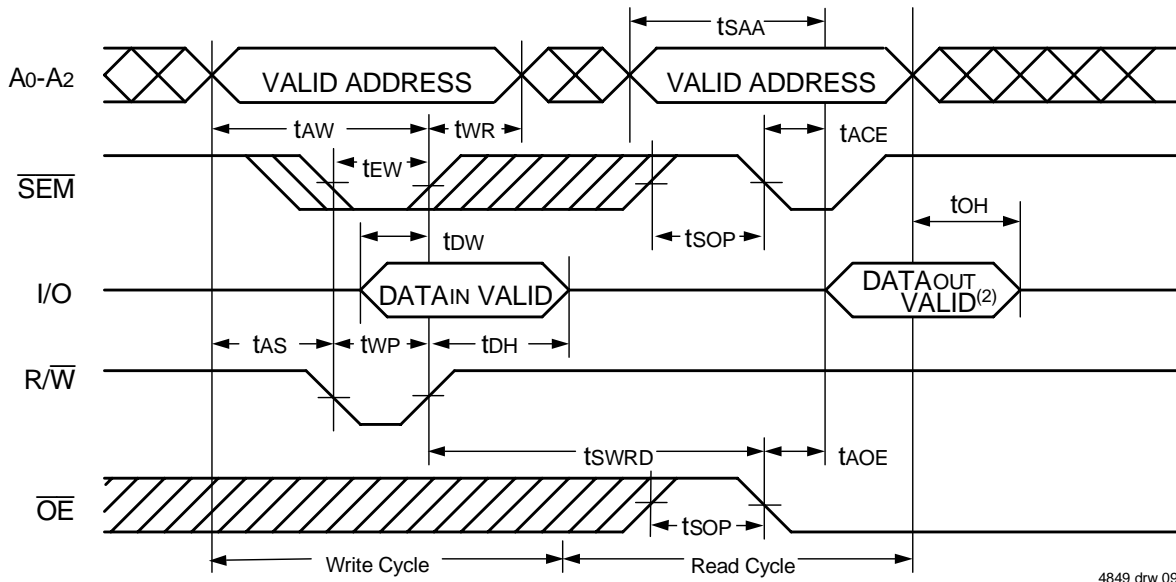 tSAA
A0-A2 VALID ADDRESS VALID ADDRESS
tAW tWR tACE
tEW
SEM
tSOP tOH
tDW
I/O DATAIN VALID DATAOUT
VALID(2)
tAS tWP tDH
R/W
tSWRD tAOE
OE
tSOP
Write Cycle Read Cycle
4849 drw 09